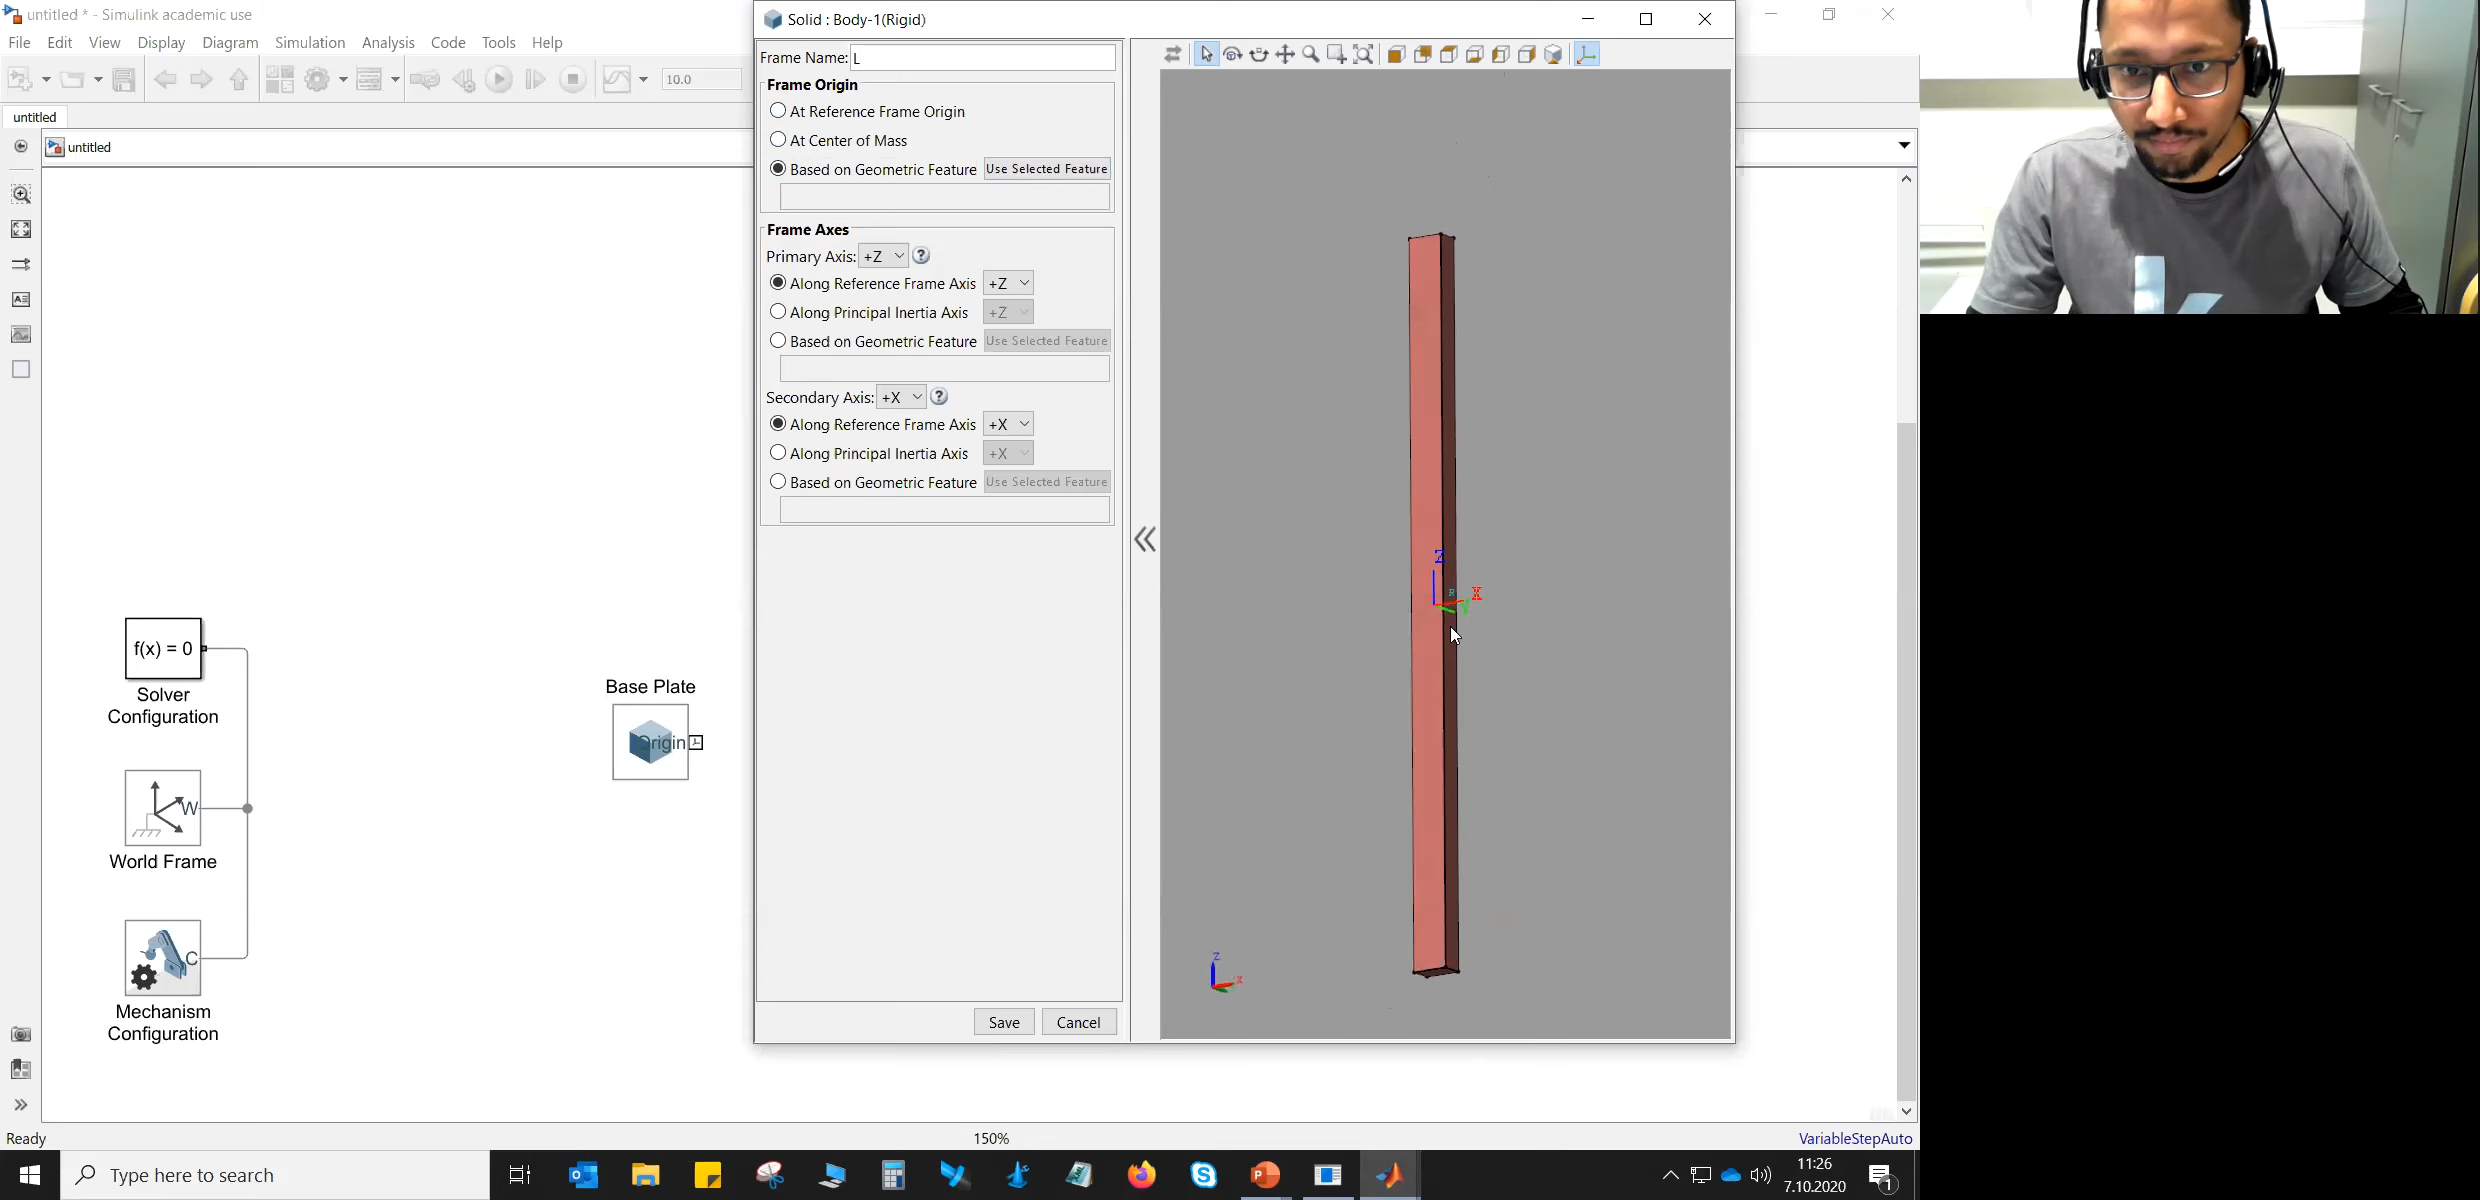 untitled * - Simulink academic use
File Edit View Display Diagram Simulation Analysis Code Tools Help
10.0
untitled
untitled
f(x) = 0
Solver
Configuration
W
World Frame
C
Mechanism
Configuration
Base Plate
Origin
Solid : Body-1(Rigid)
Frame Name: L
Frame Origin
At Reference Frame Origin
At Center of Mass
Based on Geometric Feature Use Selected Feature
Frame Axes
Primary Axis: +Z
Along Reference Frame Axis +Z
Along Principal Inertia Axis +Z
Based on Geometric Feature Use Selected Feature
Secondary Axis: +X
Along Reference Frame Axis +X
Along Principal Inertia Axis +X
Based on Geometric Feature Use Selected Feature
Save Cancel
Z
R
X
Y
Z
X
Ready 150% VariableStepAuto
Type here to search
11:26
7.10.2020
1